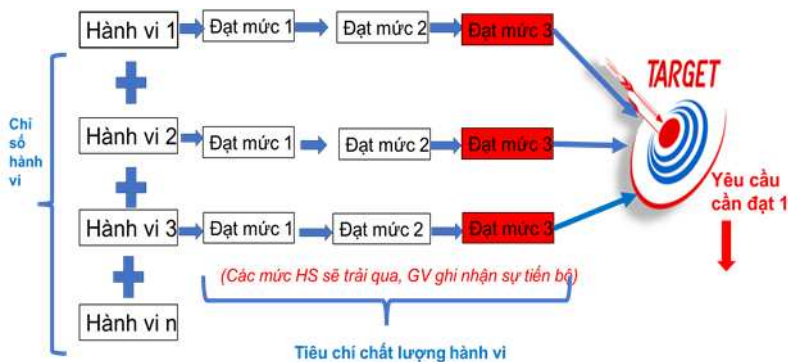 Hành vi 1
Đạt mức 1
Đạt mức 2
Đạt mức 3
TARGET
Chỉ
số
hành
vi
Hành vi 2
Đạt mức 1
Đạt mức 2
Đạt mức 3
Yêu cầu
cần đạt 1
Hành vi 3
Đạt mức 1
Đạt mức 2
Đạt mức 3
(Các mức HS sẽ trải qua, GV ghi nhận sự tiến bộ)
Hành vi n
Tiêu chí chất lượng hành vi